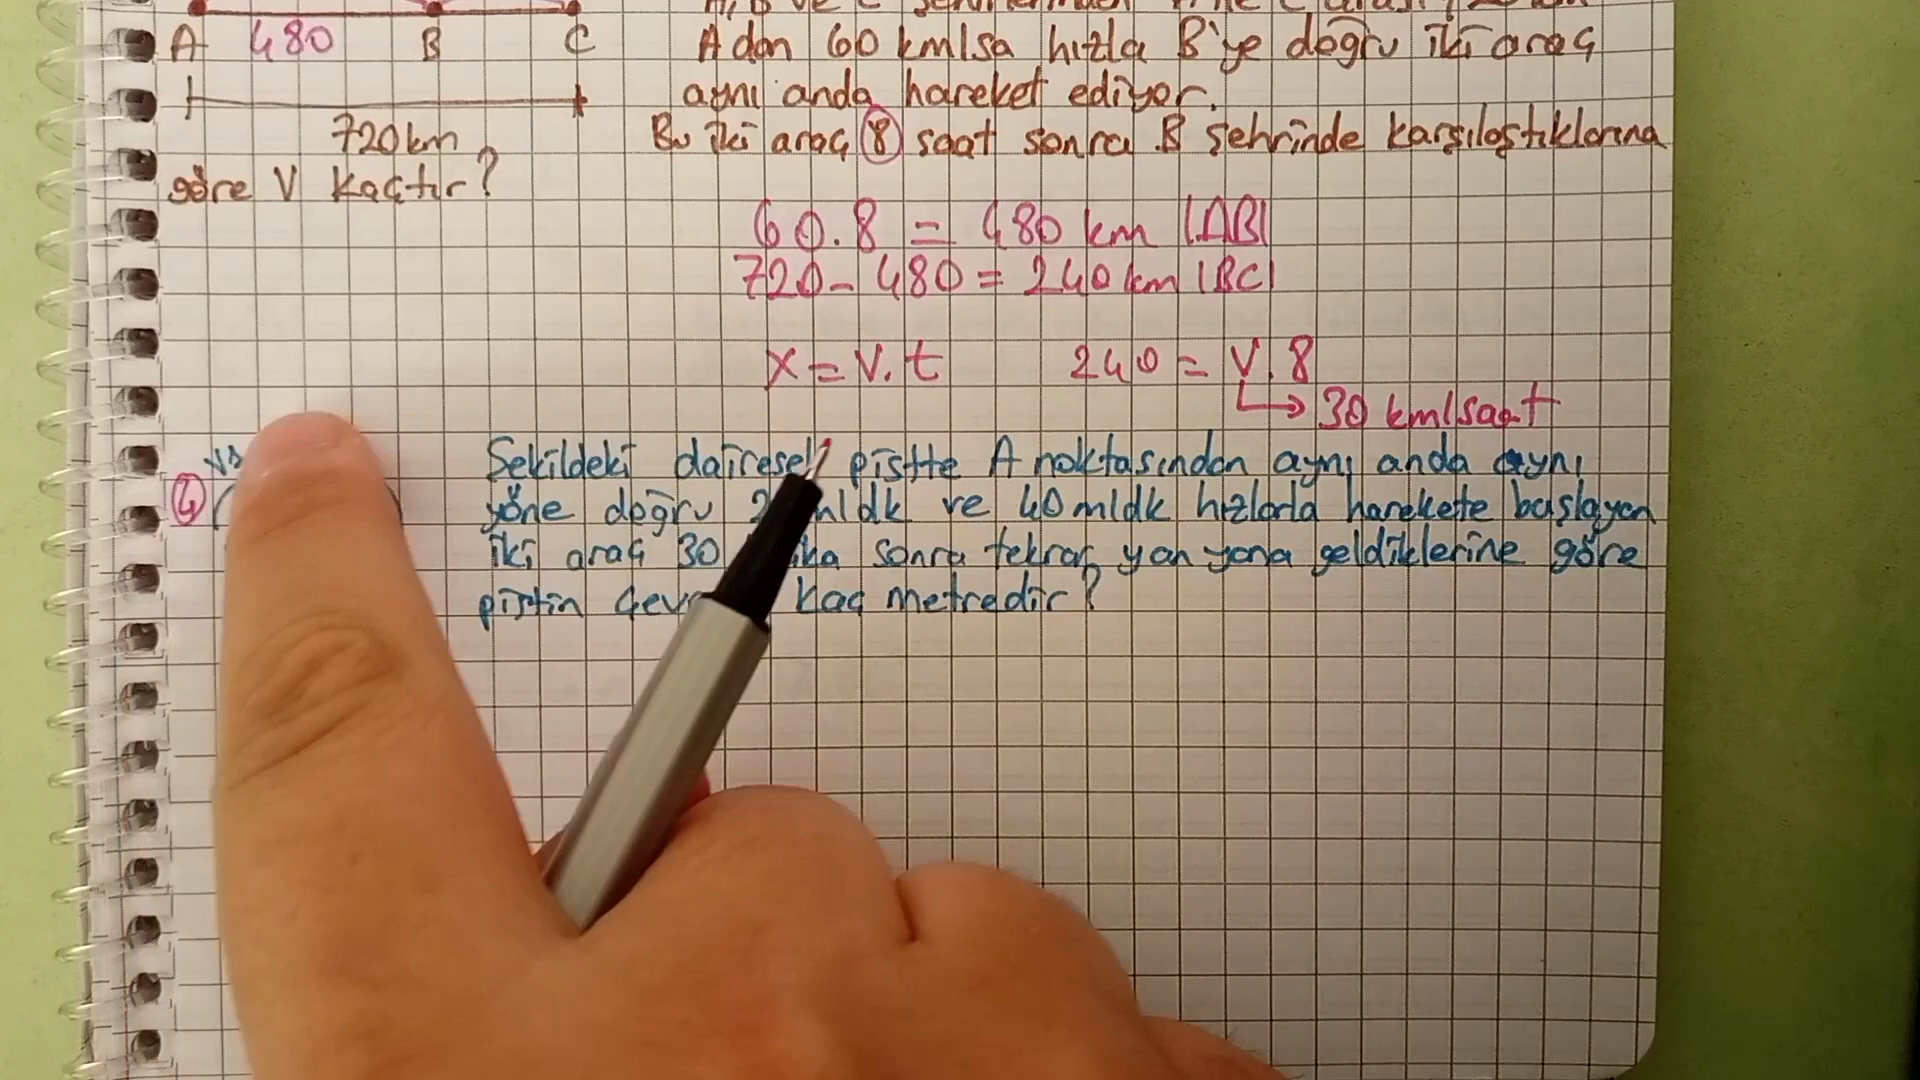 A 480 B C
A dan 60 km/sa hızla B'ye doğru iki araç
aynı anda hareket ediyor.
720 km
Bu iki araç 8 saat sonra B şehrinde karşılaştıklarına
göre V kaçtır?
60.8 = 480 km |AB|
720-480 = 240 km |BC|
x = v.t 240 = V.8
30 km/saat
4
Şekildeki dairesel pistte A noktasından aynı anda aynı
yöne doğru m/dk ve 40 m/dk hızlarla harekete başlayan
iki araç 30 sonra tekrar yan yana geldiklerine göre
pistin kaç metredir?